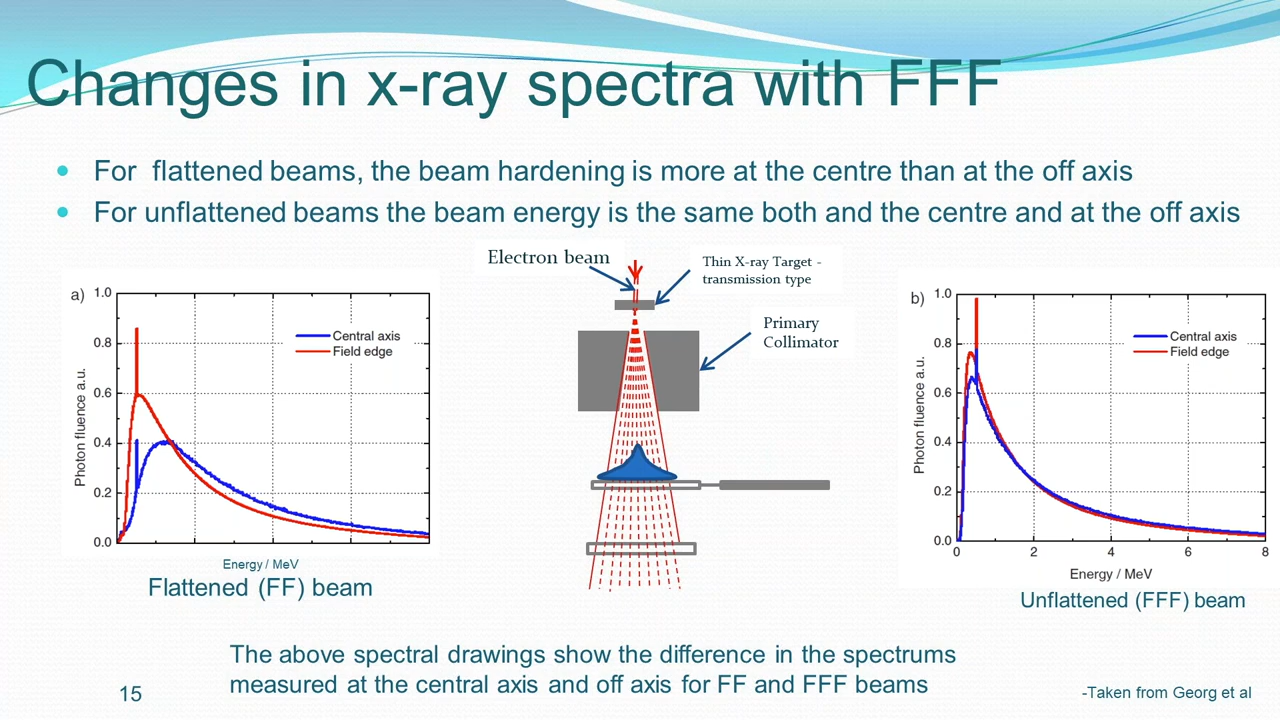 Changes in x-ray spectra with FFF
• For flattened beams, the beam hardening is more at the centre than at the off axis
• For unflattened beams the beam energy is the same both and the centre and at the off axis
Electron beam
Thin X-ray Target -
transmission type
Primary
Collimator
a)
1.0
0.8
0.6
0.4
0.2
0.0
Photon fluence a.u.
Central axis
Field edge
Energy / MeV
Flattened (FF) beam
b)
1.0
0.8
0.6
0.4
0.2
0.0
Photon fluence a.u.
Central axis
Field edge
0 2 4 6 8
Energy / MeV
Unflattened (FFF) beam
The above spectral drawings show the difference in the spectrums
measured at the central axis and off axis for FF and FFF beams
15
-Taken from Georg et al